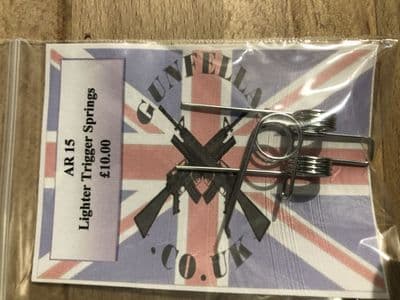 AR 15
Lighter Trigger Springs
£10.00
GUNFELLA
.CO.UK